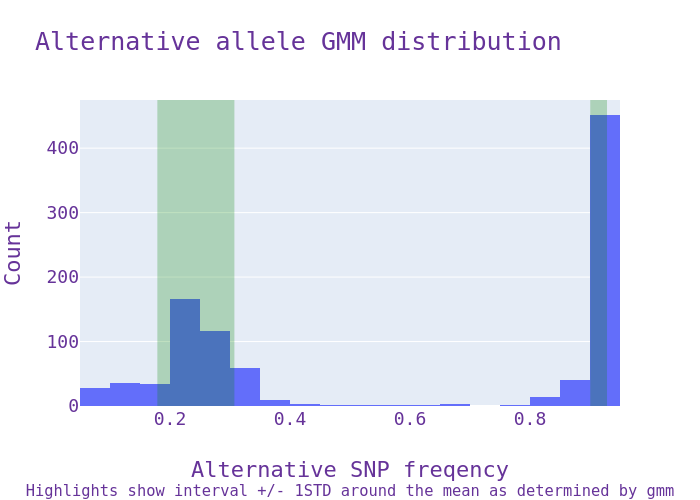 Alternative allele GMM distribution
Count
400
300
200
100
0
0.2 0.4 0.6 0.8
Alternative SNP freqency
Highlights show interval +/- 1STD around the mean as determined by gmm